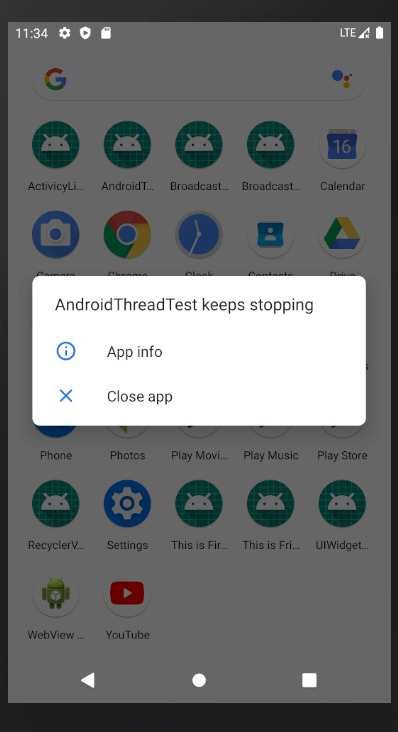 11:34 LTE
ActivicyLi... AndroidT... Broadcast... Broadcast... Calendar
16
Camera Chrome Clock Contacts Drive
AndroidThreadTest keeps stopping
App info
Close app
Phone Photos Play Movi... Play Music Play Store
RecyclerV... Settings This is Fir... This is Fri... UIWidget...
WebView ... YouTube